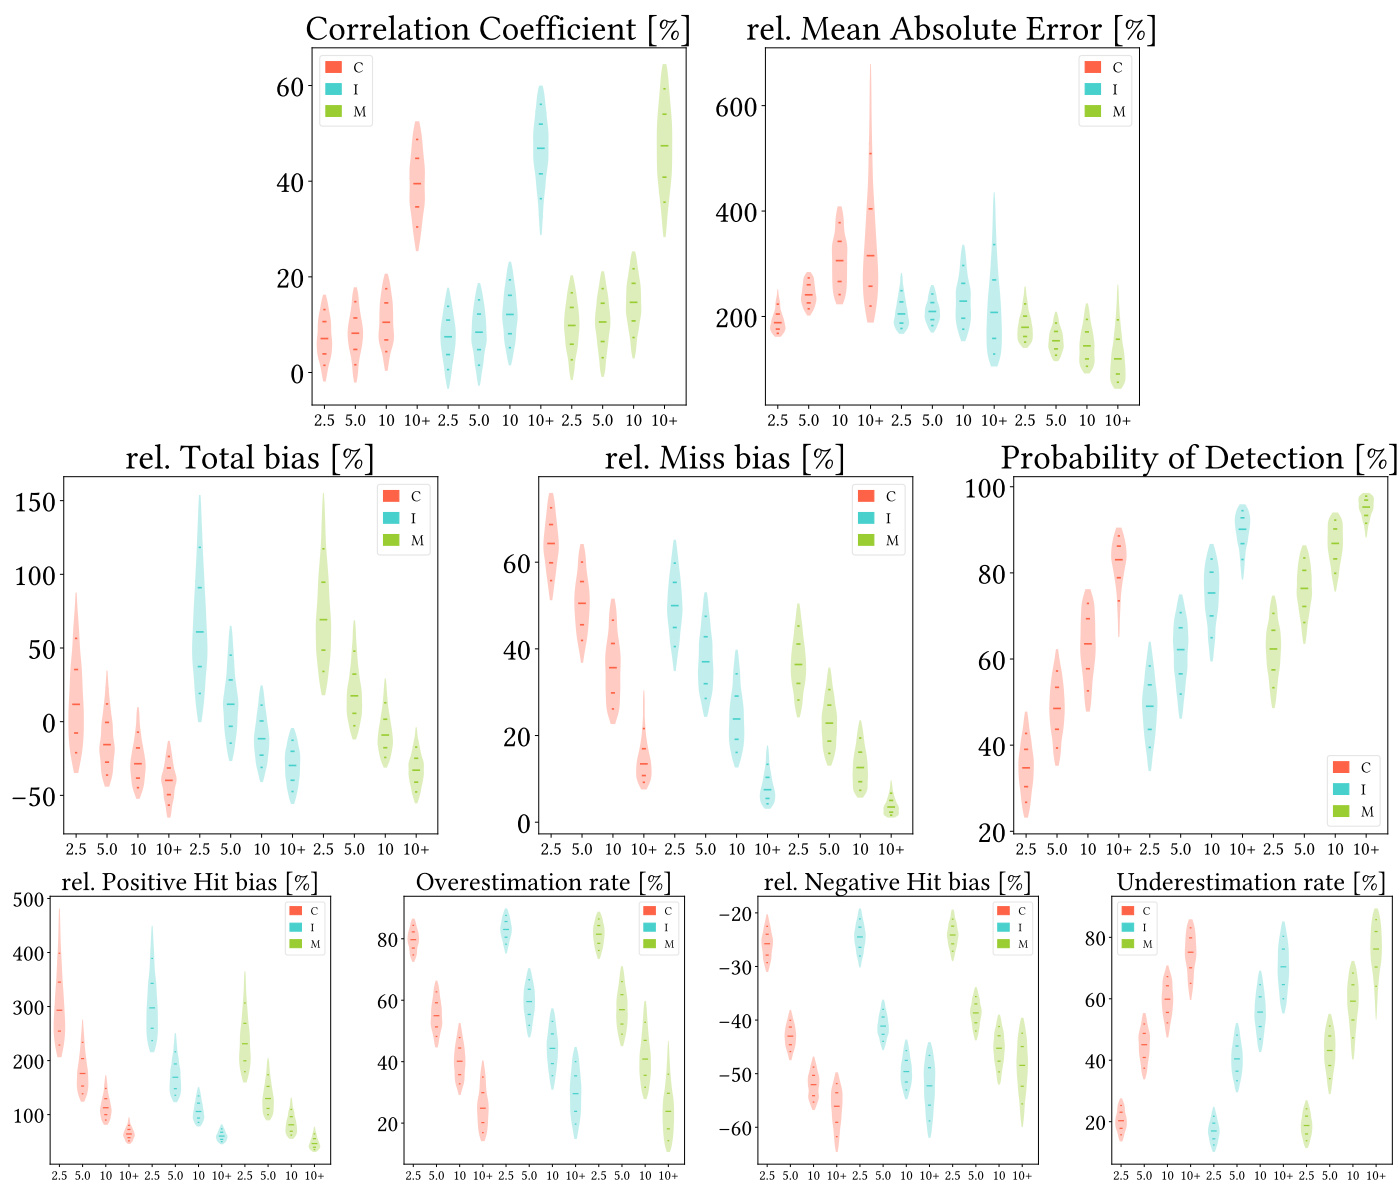 Correlation Coefficient [%]
60
40
20
0
C
I
M
2.5 5.0 10 10+ 2.5 5.0 10 10+ 2.5 5.0 10 10+
rel. Mean Absolute Error [%]
600
400
200
C
I
M
2.5 5.0 10 10+ 2.5 5.0 10 10+ 2.5 5.0 10 10+
rel. Total bias [%]
150
100
50
0
−50
C
I
M
2.5 5.0 10 10+ 2.5 5.0 10 10+ 2.5 5.0 10 10+
rel. Miss bias [%]
60
40
20
0
C
I
M
2.5 5.0 10 10+ 2.5 5.0 10 10+ 2.5 5.0 10 10+
Probability of Detection [%]
100
80
60
40
20
C
I
M
2.5 5.0 10 10+ 2.5 5.0 10 10+ 2.5 5.0 10 10+
rel. Positive Hit bias [%]
500
400
300
200
100
C
I
M
2.5 5.0 10 10+ 2.5 5.0 10 10+ 2.5 5.0 10 10+
Overestimation rate [%]
80
60
40
20
C
I
M
2.5 5.0 10 10+ 2.5 5.0 10 10+ 2.5 5.0 10 10+
rel. Negative Hit bias [%]
−20
−30
−40
−50
−60
C
I
M
2.5 5.0 10 10+ 2.5 5.0 10 10+ 2.5 5.0 10 10+
Underestimation rate [%]
80
60
40
20
C
I
M
2.5 5.0 10 10+ 2.5 5.0 10 10+ 2.5 5.0 10 10+